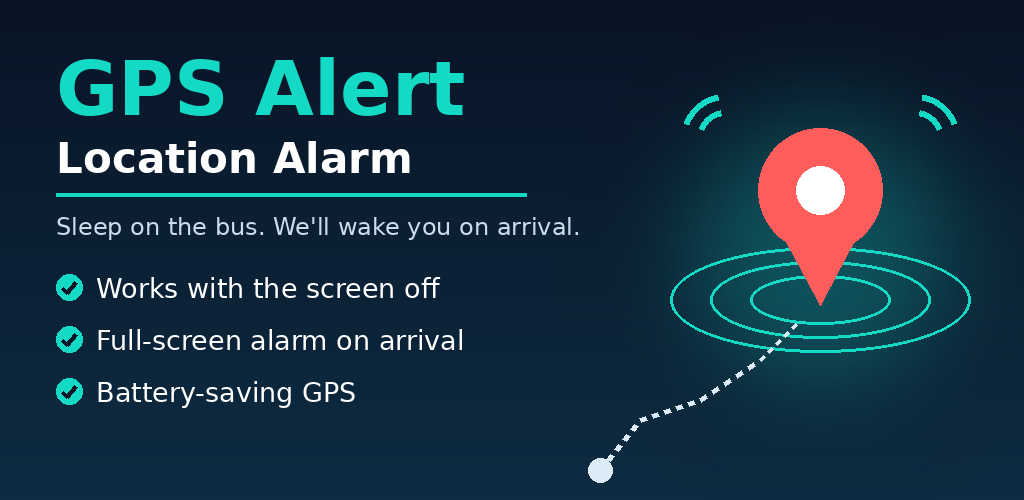 GPS Alert
Location Alarm
Sleep on the bus. We'll wake you on arrival.
Works with the screen off
Full-screen alarm on arrival
Battery-saving GPS